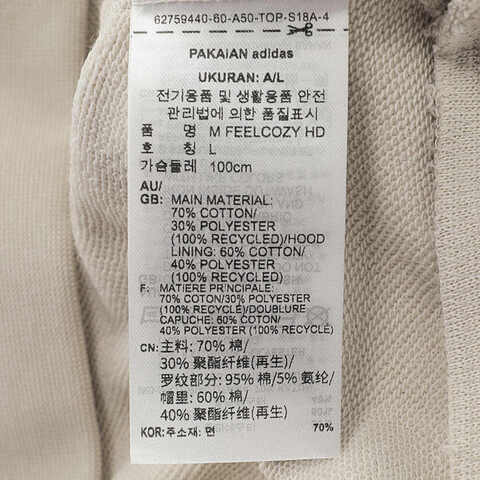 62759440-60-A50-TOP-S18A-4
PAKAIAN adidas
UKURAN: A/L
전기용품 및 생활용품 안전
관리법에 의한 품질표시
품 명 M FEELCOZY HD
호 칭 L
가슴둘레 100cm
AU/
GB: MAIN MATERIAL:
70% COTTON/
30% POLYESTER
(100% RECYCLED)/HOOD
LINING: 60% COTTON/
40% POLYESTER
(100% RECYCLED)
F: MATIERE PRINCIPALE:
70% COTON/30% POLYESTER
(100% RECYCLE)/DOUBLURE
CAPUCHE: 60% COTON/
40% POLYESTER (100% RECYCLE)
CN: 主料: 70% 棉/
30% 聚酯纤维(再生)/
罗纹部分: 95% 棉/5% 氨纶/
帽里: 60% 棉/
40% 聚酯纤维(再生)
KOR: 주소재: 면 70%